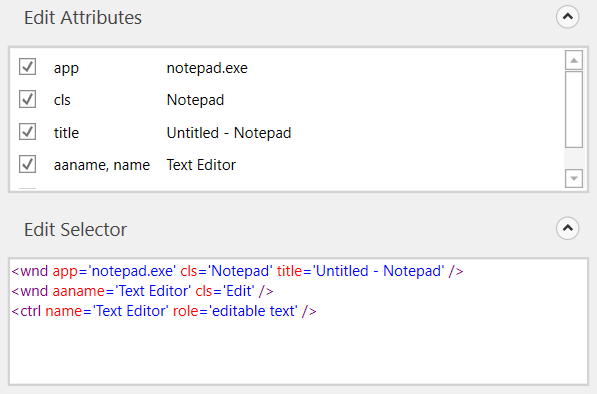 Edit Attributes
app notepad.exe
cls Notepad
title Untitled - Notepad
aaname, name Text Editor
Edit Selector
<wnd app='notepad.exe' cls='Notepad' title='Untitled - Notepad' />
<wnd aaname='Text Editor' cls='Edit' />
<ctrl name='Text Editor' role='editable text' />